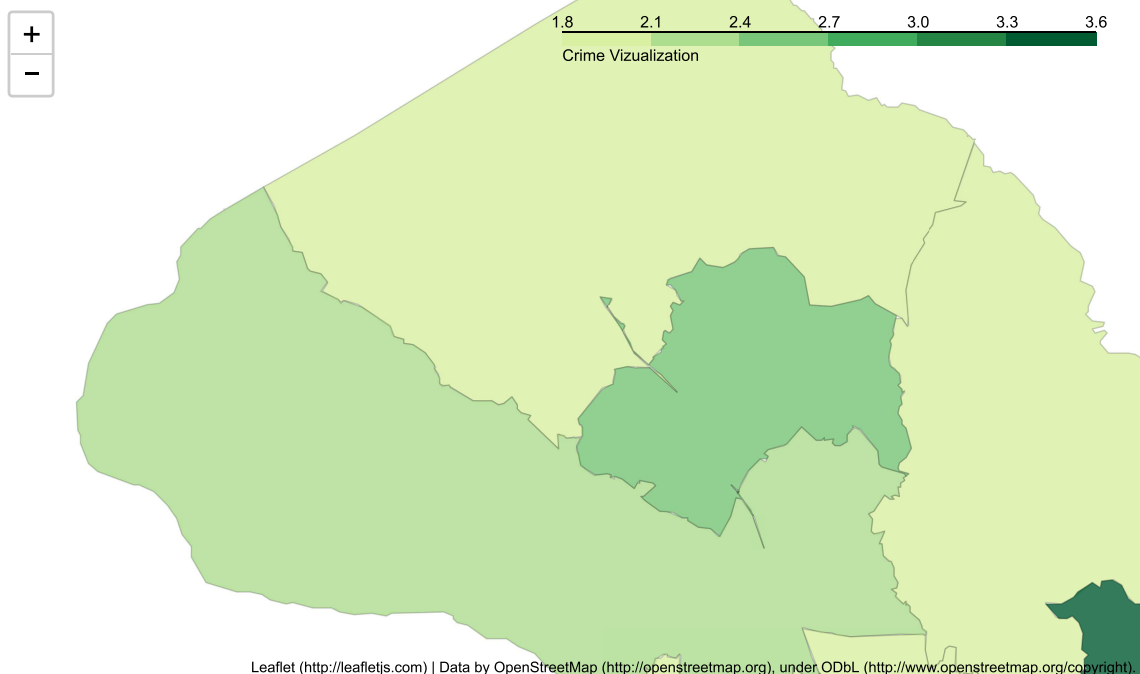 +
−
1.8 2.1 2.4 2.7 3.0 3.3 3.6
Crime Vizualization
Leaflet (http://leafletjs.com) | Data by OpenStreetMap (http://openstreetmap.org), under ODbL (http://www.openstreetmap.org/copyright).